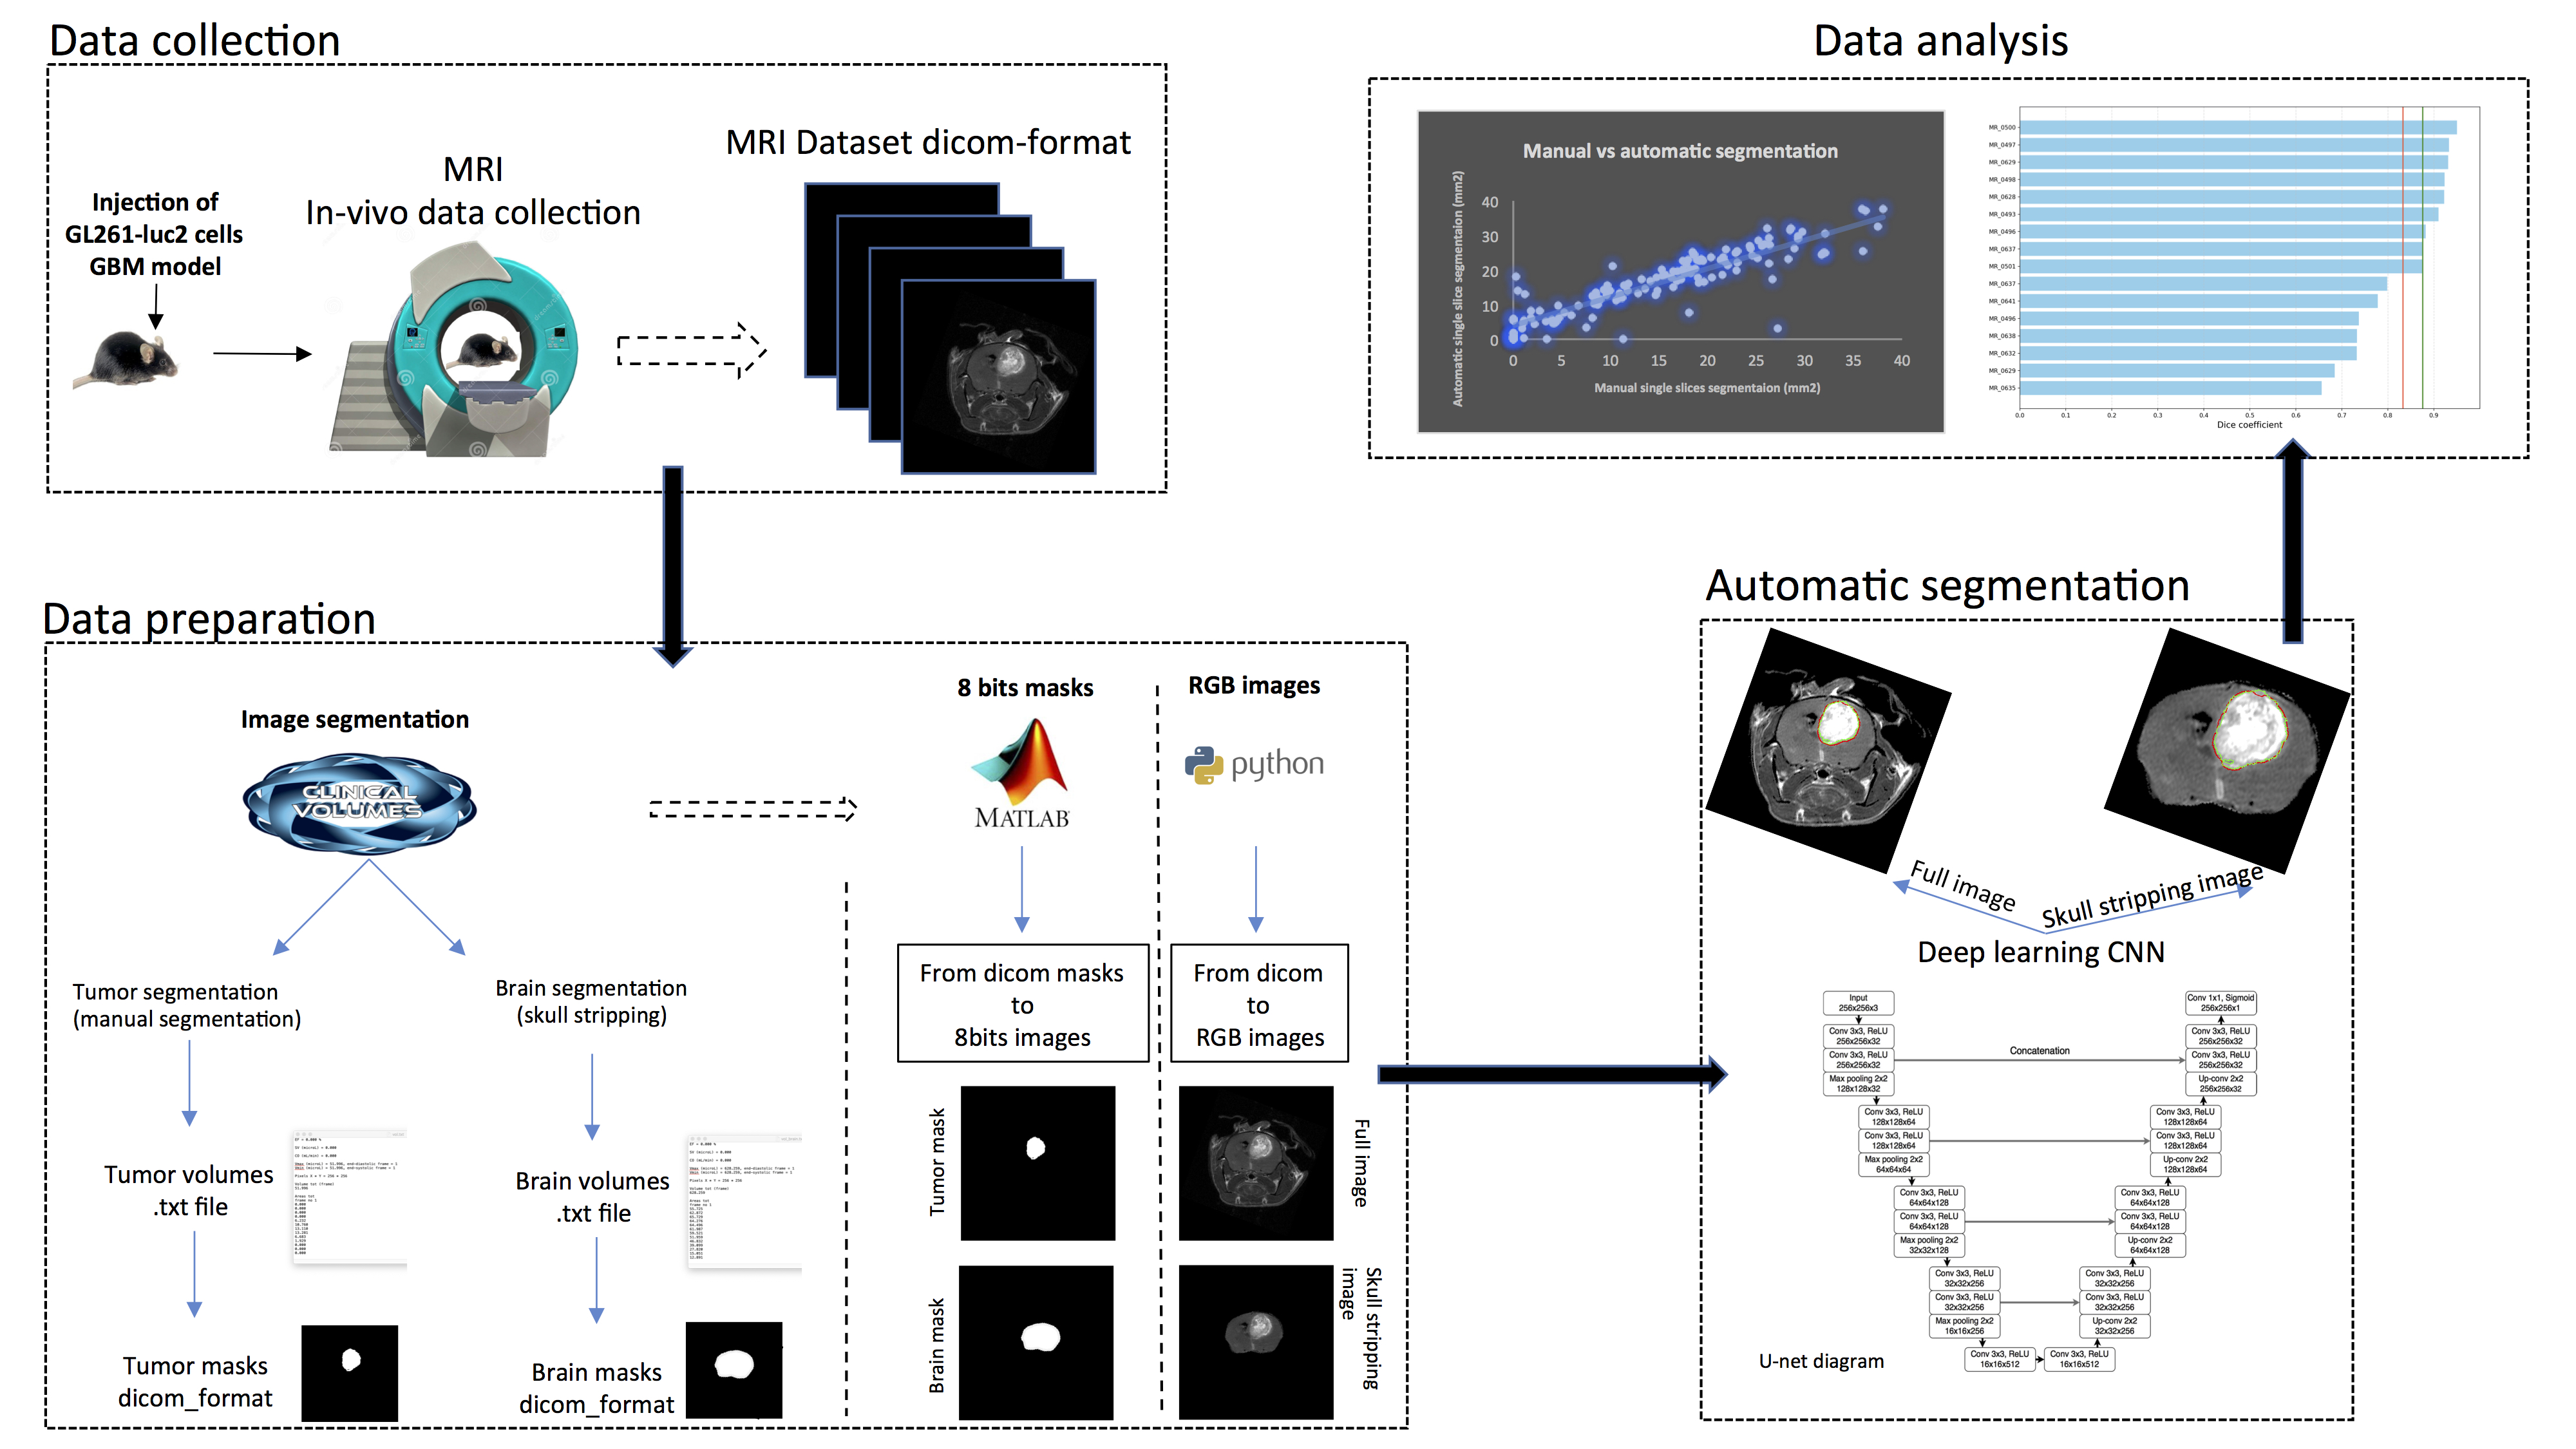 Data collection
Injection of
GL261-luc2 cells
GBM model
MRI
In-vivo data collection
MRI Dataset dicom-format
Data analysis
Manual vs automatic segmentation
Automatic single slice segmentaion (mm2)
40
30
20
10
0
0 5 10 15 20 25 30 35 40
Manual single slices segmentaion (mm2)
MR_0500
MR_0497
MR_0629
MR_0498
MR_0628
MR_0493
MR_0496
MR_0637
MR_0501
MR_0637
MR_0641
MR_0496
MR_0638
MR_0632
MR_0629
MR_0635
0.0 0.1 0.2 0.3 0.4 0.5 0.6 0.7 0.8 0.9
Dice coefficient
Data preparation
Image segmentation
CLINICAL
VOLUMES
Tumor segmentation
(manual segmentation)
Tumor volumes
.txt file
Tumor masks
dicom_format
Brain segmentation
(skull stripping)
Brain volumes
.txt file
Brain masks
dicom_format
8 bits masks
MATLAB
From dicom masks
to
8bits images
Tumor mask
Brain mask
RGB images
python
From dicom
to
RGB images
Full image
Skull stripping
image
Automatic segmentation
Full image
Skull stripping image
Deep learning CNN
Input
256x256x3
Conv 3x3, ReLU
256x256x32
Conv 3x3, ReLU
256x256x32
Max pooling 2x2
128x128x32
Conv 3x3, ReLU
128x128x64
Conv 3x3, ReLU
128x128x64
Max pooling 2x2
64x64x64
Conv 3x3, ReLU
64x64x128
Conv 3x3, ReLU
64x64x128
Max pooling 2x2
32x32x128
Conv 3x3, ReLU
32x32x256
Conv 3x3, ReLU
32x32x256
Max pooling 2x2
16x16x256
Conv 3x3, ReLU
16x16x512
Conv 3x3, ReLU
16x16x512
Concatenation
Conv 1x1, Sigmoid
256x256x1
Conv 3x3, ReLU
256x256x32
Conv 3x3, ReLU
256x256x32
Up-conv 2x2
256x256x32
Conv 3x3, ReLU
128x128x64
Conv 3x3, ReLU
128x128x64
Up-conv 2x2
128x128x64
Conv 3x3, ReLU
64x64x128
Conv 3x3, ReLU
64x64x128
Up-conv 2x2
64x64x128
Conv 3x3, ReLU
32x32x256
Conv 3x3, ReLU
32x32x256
Up-conv 2x2
32x32x256
U-net diagram